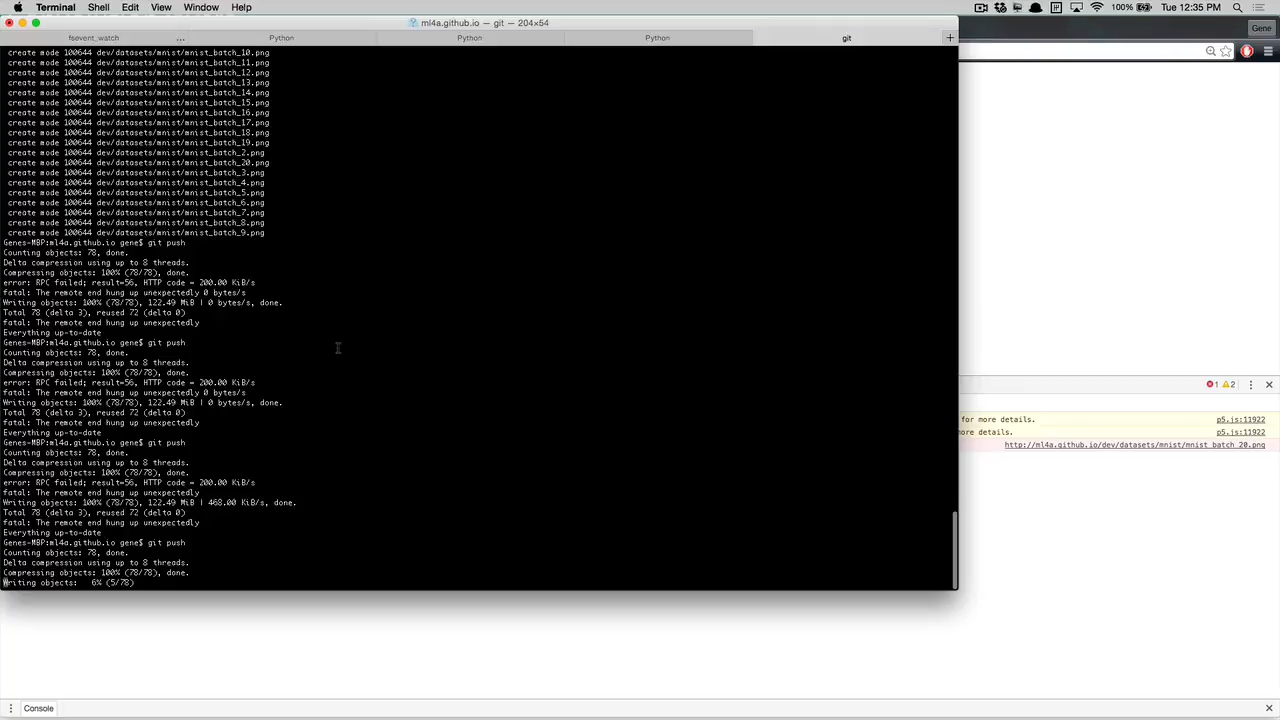 Terminal Shell Edit View Window Help
100% Tue 12:35 PM
ml4a.github.io — git — 204×54
Gene
fsevent_watch ... Python Python Python git +
create mode 100644 dev/datasets/mnist/mnist_batch_10.png
create mode 100644 dev/datasets/mnist/mnist_batch_11.png
create mode 100644 dev/datasets/mnist/mnist_batch_12.png
create mode 100644 dev/datasets/mnist/mnist_batch_13.png
create mode 100644 dev/datasets/mnist/mnist_batch_14.png
create mode 100644 dev/datasets/mnist/mnist_batch_15.png
create mode 100644 dev/datasets/mnist/mnist_batch_16.png
create mode 100644 dev/datasets/mnist/mnist_batch_17.png
create mode 100644 dev/datasets/mnist/mnist_batch_18.png
create mode 100644 dev/datasets/mnist/mnist_batch_19.png
create mode 100644 dev/datasets/mnist/mnist_batch_2.png
create mode 100644 dev/datasets/mnist/mnist_batch_20.png
create mode 100644 dev/datasets/mnist/mnist_batch_3.png
create mode 100644 dev/datasets/mnist/mnist_batch_4.png
create mode 100644 dev/datasets/mnist/mnist_batch_5.png
create mode 100644 dev/datasets/mnist/mnist_batch_6.png
create mode 100644 dev/datasets/mnist/mnist_batch_7.png
create mode 100644 dev/datasets/mnist/mnist_batch_8.png
create mode 100644 dev/datasets/mnist/mnist_batch_9.png
Genes-MBP:ml4a.github.io gene$ git push
Counting objects: 78, done.
Delta compression using up to 8 threads.
Compressing objects: 100% (78/78), done.
error: RPC failed; result=56, HTTP code = 200.00 KiB/s
fatal: The remote end hung up unexpectedly 0 bytes/s
Writing objects: 100% (78/78), 122.49 MiB | 0 bytes/s, done.
Total 78 (delta 3), reused 72 (delta 0)
fatal: The remote end hung up unexpectedly
Everything up-to-date
Genes-MBP:ml4a.github.io gene$ git push
Counting objects: 78, done.
Delta compression using up to 8 threads.
Compressing objects: 100% (78/78), done.
error: RPC failed; result=56, HTTP code = 200.00 KiB/s
fatal: The remote end hung up unexpectedly 0 bytes/s
Writing objects: 100% (78/78), 122.49 MiB | 0 bytes/s, done.
Total 78 (delta 3), reused 72 (delta 0)
fatal: The remote end hung up unexpectedly
Everything up-to-date
Genes-MBP:ml4a.github.io gene$ git push
Counting objects: 78, done.
Delta compression using up to 8 threads.
Compressing objects: 100% (78/78), done.
error: RPC failed; result=56, HTTP code = 200.00 KiB/s
fatal: The remote end hung up unexpectedly
Writing objects: 100% (78/78), 122.49 MiB | 468.00 KiB/s, done.
Total 78 (delta 3), reused 72 (delta 0)
fatal: The remote end hung up unexpectedly
Everything up-to-date
Genes-MBP:ml4a.github.io gene$ git push
Counting objects: 78, done.
Delta compression using up to 8 threads.
Compressing objects: 100% (78/78), done.
Writing objects: 6% (5/78)
1 2
for more details. p5.js:11922
more details. p5.js:11922
http://ml4a.github.io/dev/datasets/mnist/mnist_batch_20.png
Console